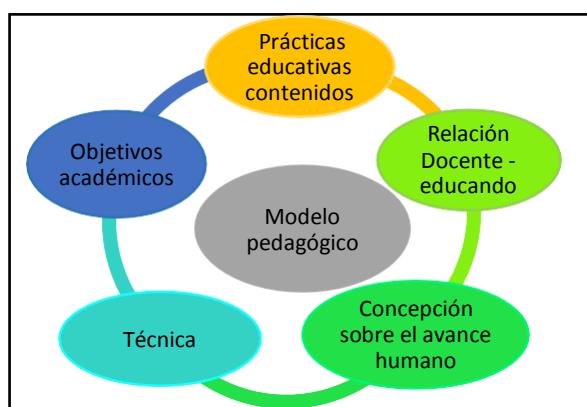 Prácticas
educativas
contenidos
Relación
Docente -
educando
Concepción
sobre el avance
humano
Técnica
Objetivos
académicos
Modelo
pedagógico